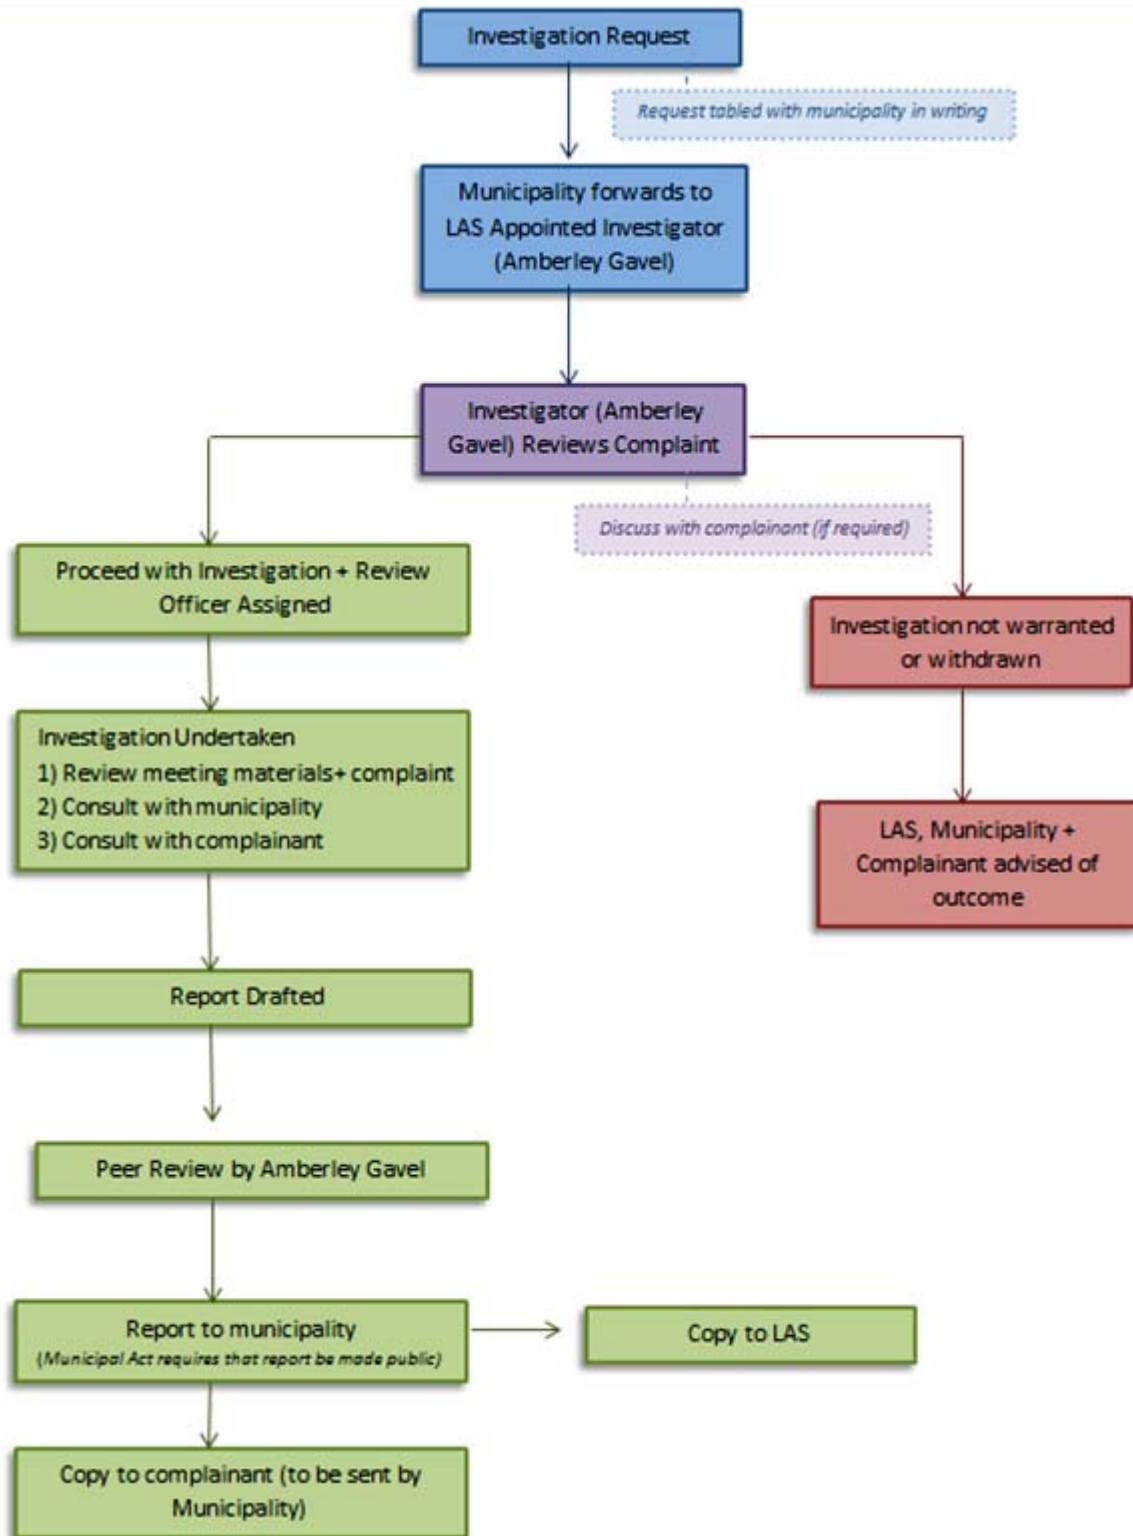 Investigation Request
Request tabled with municipality in writing
Municipality forwards to
LAS Appointed Investigator
(Amberley Gavel)
Investigator (Amberley
Gavel) Reviews Complaint
Discuss with complainant (if required)
Proceed with Investigation + Review
Officer Assigned
Investigation not warranted
or withdrawn
Investigation Undertaken
1) Review meeting materials+ complaint
2) Consult with municipality
3) Consult with complainant
LAS, Municipality +
Complainant advised of
outcome
Report Drafted
Peer Review by Amberley Gavel
Report to municipality
(Municipal Act requires that report be made public)
Copy to LAS
Copy to complainant (to be sent by
Municipality)